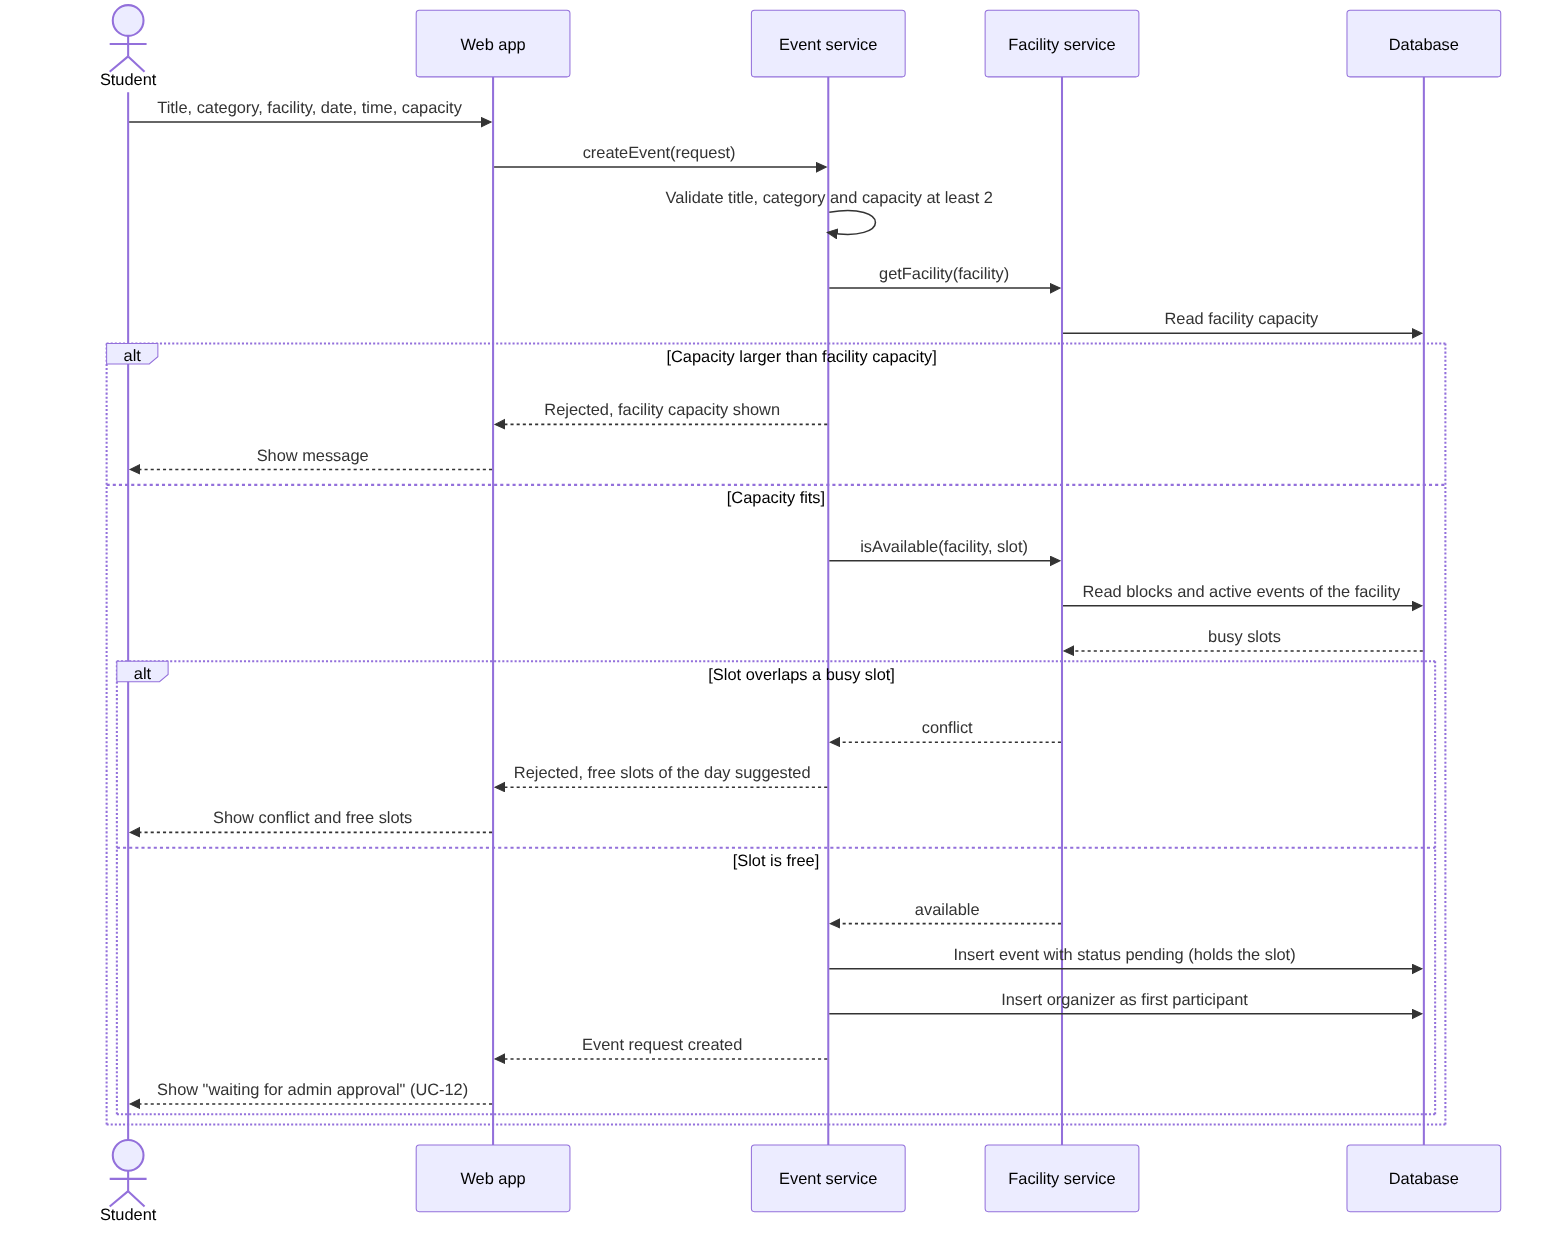 Student
Web app
Event service
Facility service
Database
Title, category, facility, date, time, capacity
createEvent(request)
Validate title, category and capacity at least 2
getFacility(facility)
Read facility capacity
alt
[Capacity larger than facility capacity]
Rejected, facility capacity shown
Show message
[Capacity fits]
isAvailable(facility, slot)
Read blocks and active events of the facility
busy slots
alt
[Slot overlaps a busy slot]
conflict
Rejected, free slots of the day suggested
Show conflict and free slots
[Slot is free]
available
Insert event with status pending (holds the slot)
Insert organizer as first participant
Event request created
Show "waiting for admin approval" (UC-12)
Student
Web app
Event service
Facility service
Database